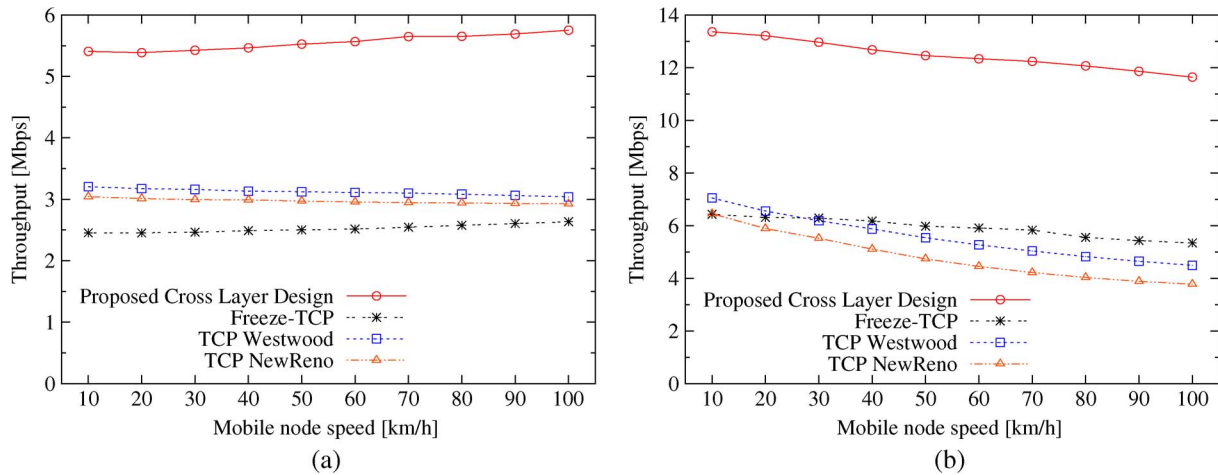 6
5
4
3
2
1
0
Throughput [Mbps]
Proposed Cross Layer Design
Freeze-TCP
TCP Westwood
TCP NewReno
10 20 30 40 50 60 70 80 90 100
Mobile node speed [km/h]
(a)
14
12
10
8
6
4
2
0
Throughput [Mbps]
Proposed Cross Layer Design
Freeze-TCP
TCP Westwood
TCP NewReno
10 20 30 40 50 60 70 80 90 100
Mobile node speed [km/h]
(b)